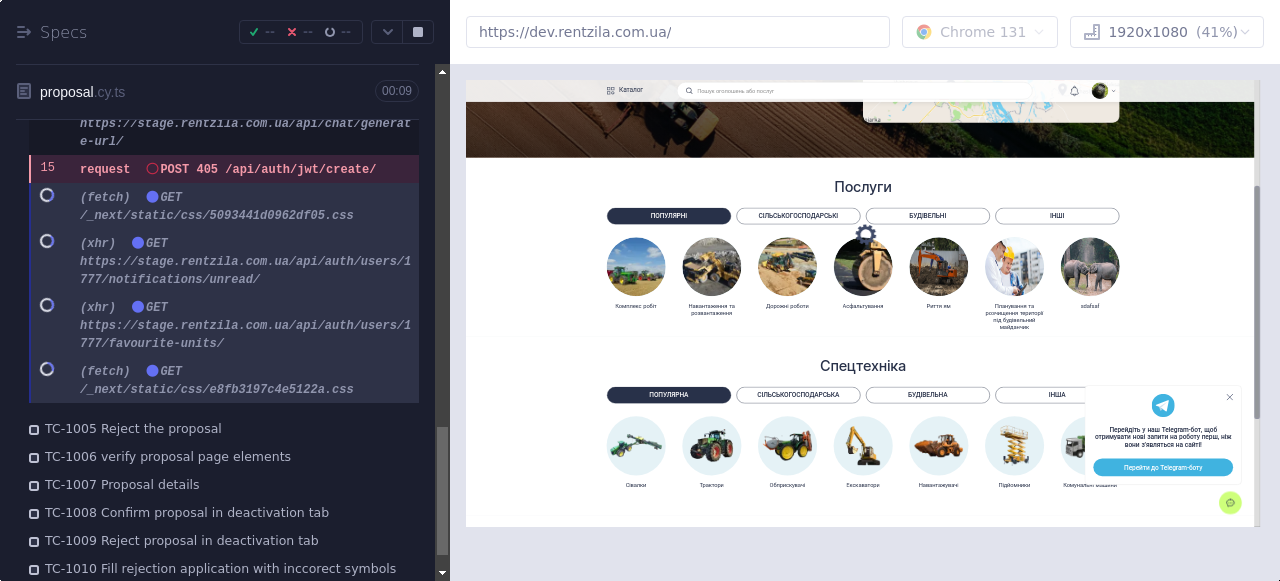 Specs
-- -- --
https://dev.rentzila.com.ua/
Chrome 131
1920x1080 (41%)
proposal.cy.ts
00:09
https://stage.rentzila.com.ua/api/chat/generat
e-url/
15 request POST 405 /api/auth/jwt/create/
(fetch) GET
/_next/static/css/5093441d0962df05.css
(xhr) GET
https://stage.rentzila.com.ua/api/auth/users/1
777/notifications/unread/
(xhr) GET
https://stage.rentzila.com.ua/api/auth/users/1
777/favourite-units/
(fetch) GET
/_next/static/css/e8fb3197c4e5122a.css
TC-1005 Reject the proposal
TC-1006 verify proposal page elements
TC-1007 Proposal details
TC-1008 Confirm proposal in deactivation tab
TC-1009 Reject proposal in deactivation tab
TC-1010 Fill rejection application with inccorect symbols
Каталог
Пошук оголошень або послуг
Послуги
ПОПУЛЯРНІ СІЛЬСЬКОГОСПОДАРСЬКІ БУДІВЕЛЬНІ ІНШІ
Комплекс робіт
Навантаження та
розвантаження
Дорожні роботи
Асфальтування
Риття ям
Планування та
розчищення території
під будівельний
майданчик
sdafsaf
Спецтехніка
ПОПУЛЯРНА СІЛЬСЬКОГОСПОДАРСЬКА БУДІВЕЛЬНА ІНША
Сівалки
Трактори
Обприскувачі
Екскаватори
Навантажувачі
Підйомники
Комунальні машини
Перейдіть у наш Telegram-бот, щоб
отримувати нові запити на роботу перш, ніж
вони з'являться на сайті!
Перейти до Telegram-боту